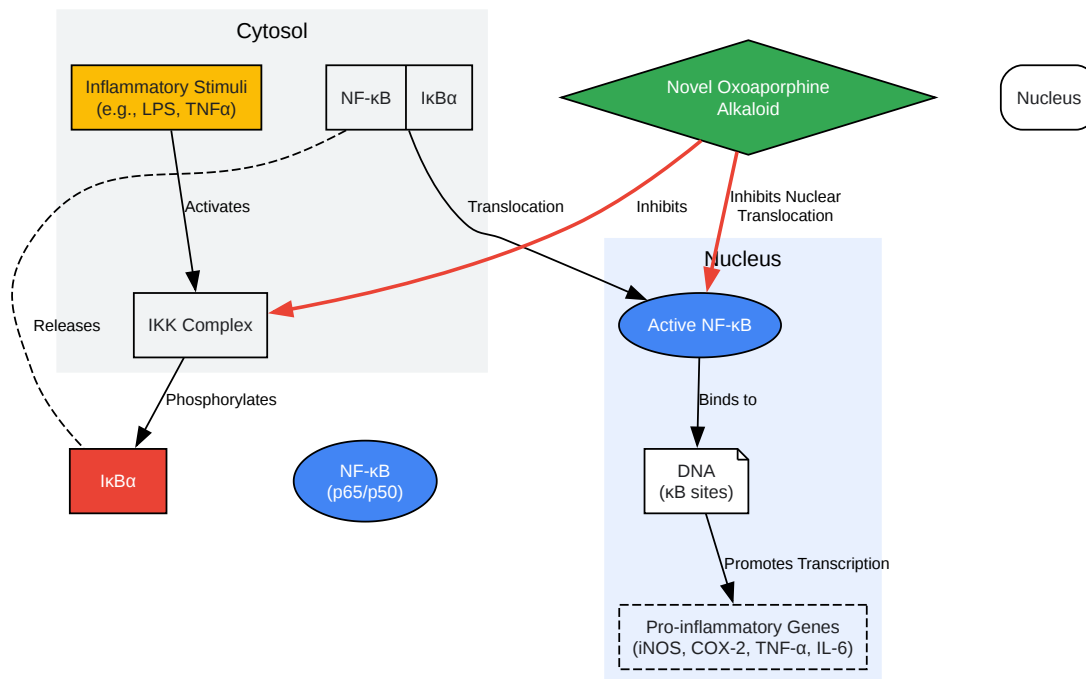 Cytosol
Inflammatory Stimuli
(e.g., LPS, TNFα)
NF-κB
IκBα
Novel Oxoaporphine
Alkaloid
Nucleus
Activates
Translocation
Inhibits
Inhibits Nuclear
Translocation
Nucleus
Releases
IKK Complex
Active NF-κB
Phosphorylates
Binds to
IκBα
NF-κB
(p65/p50)
DNA
(κB sites)
Promotes Transcription
Pro-inflammatory Genes
(iNOS, COX-2, TNF-α, IL-6)